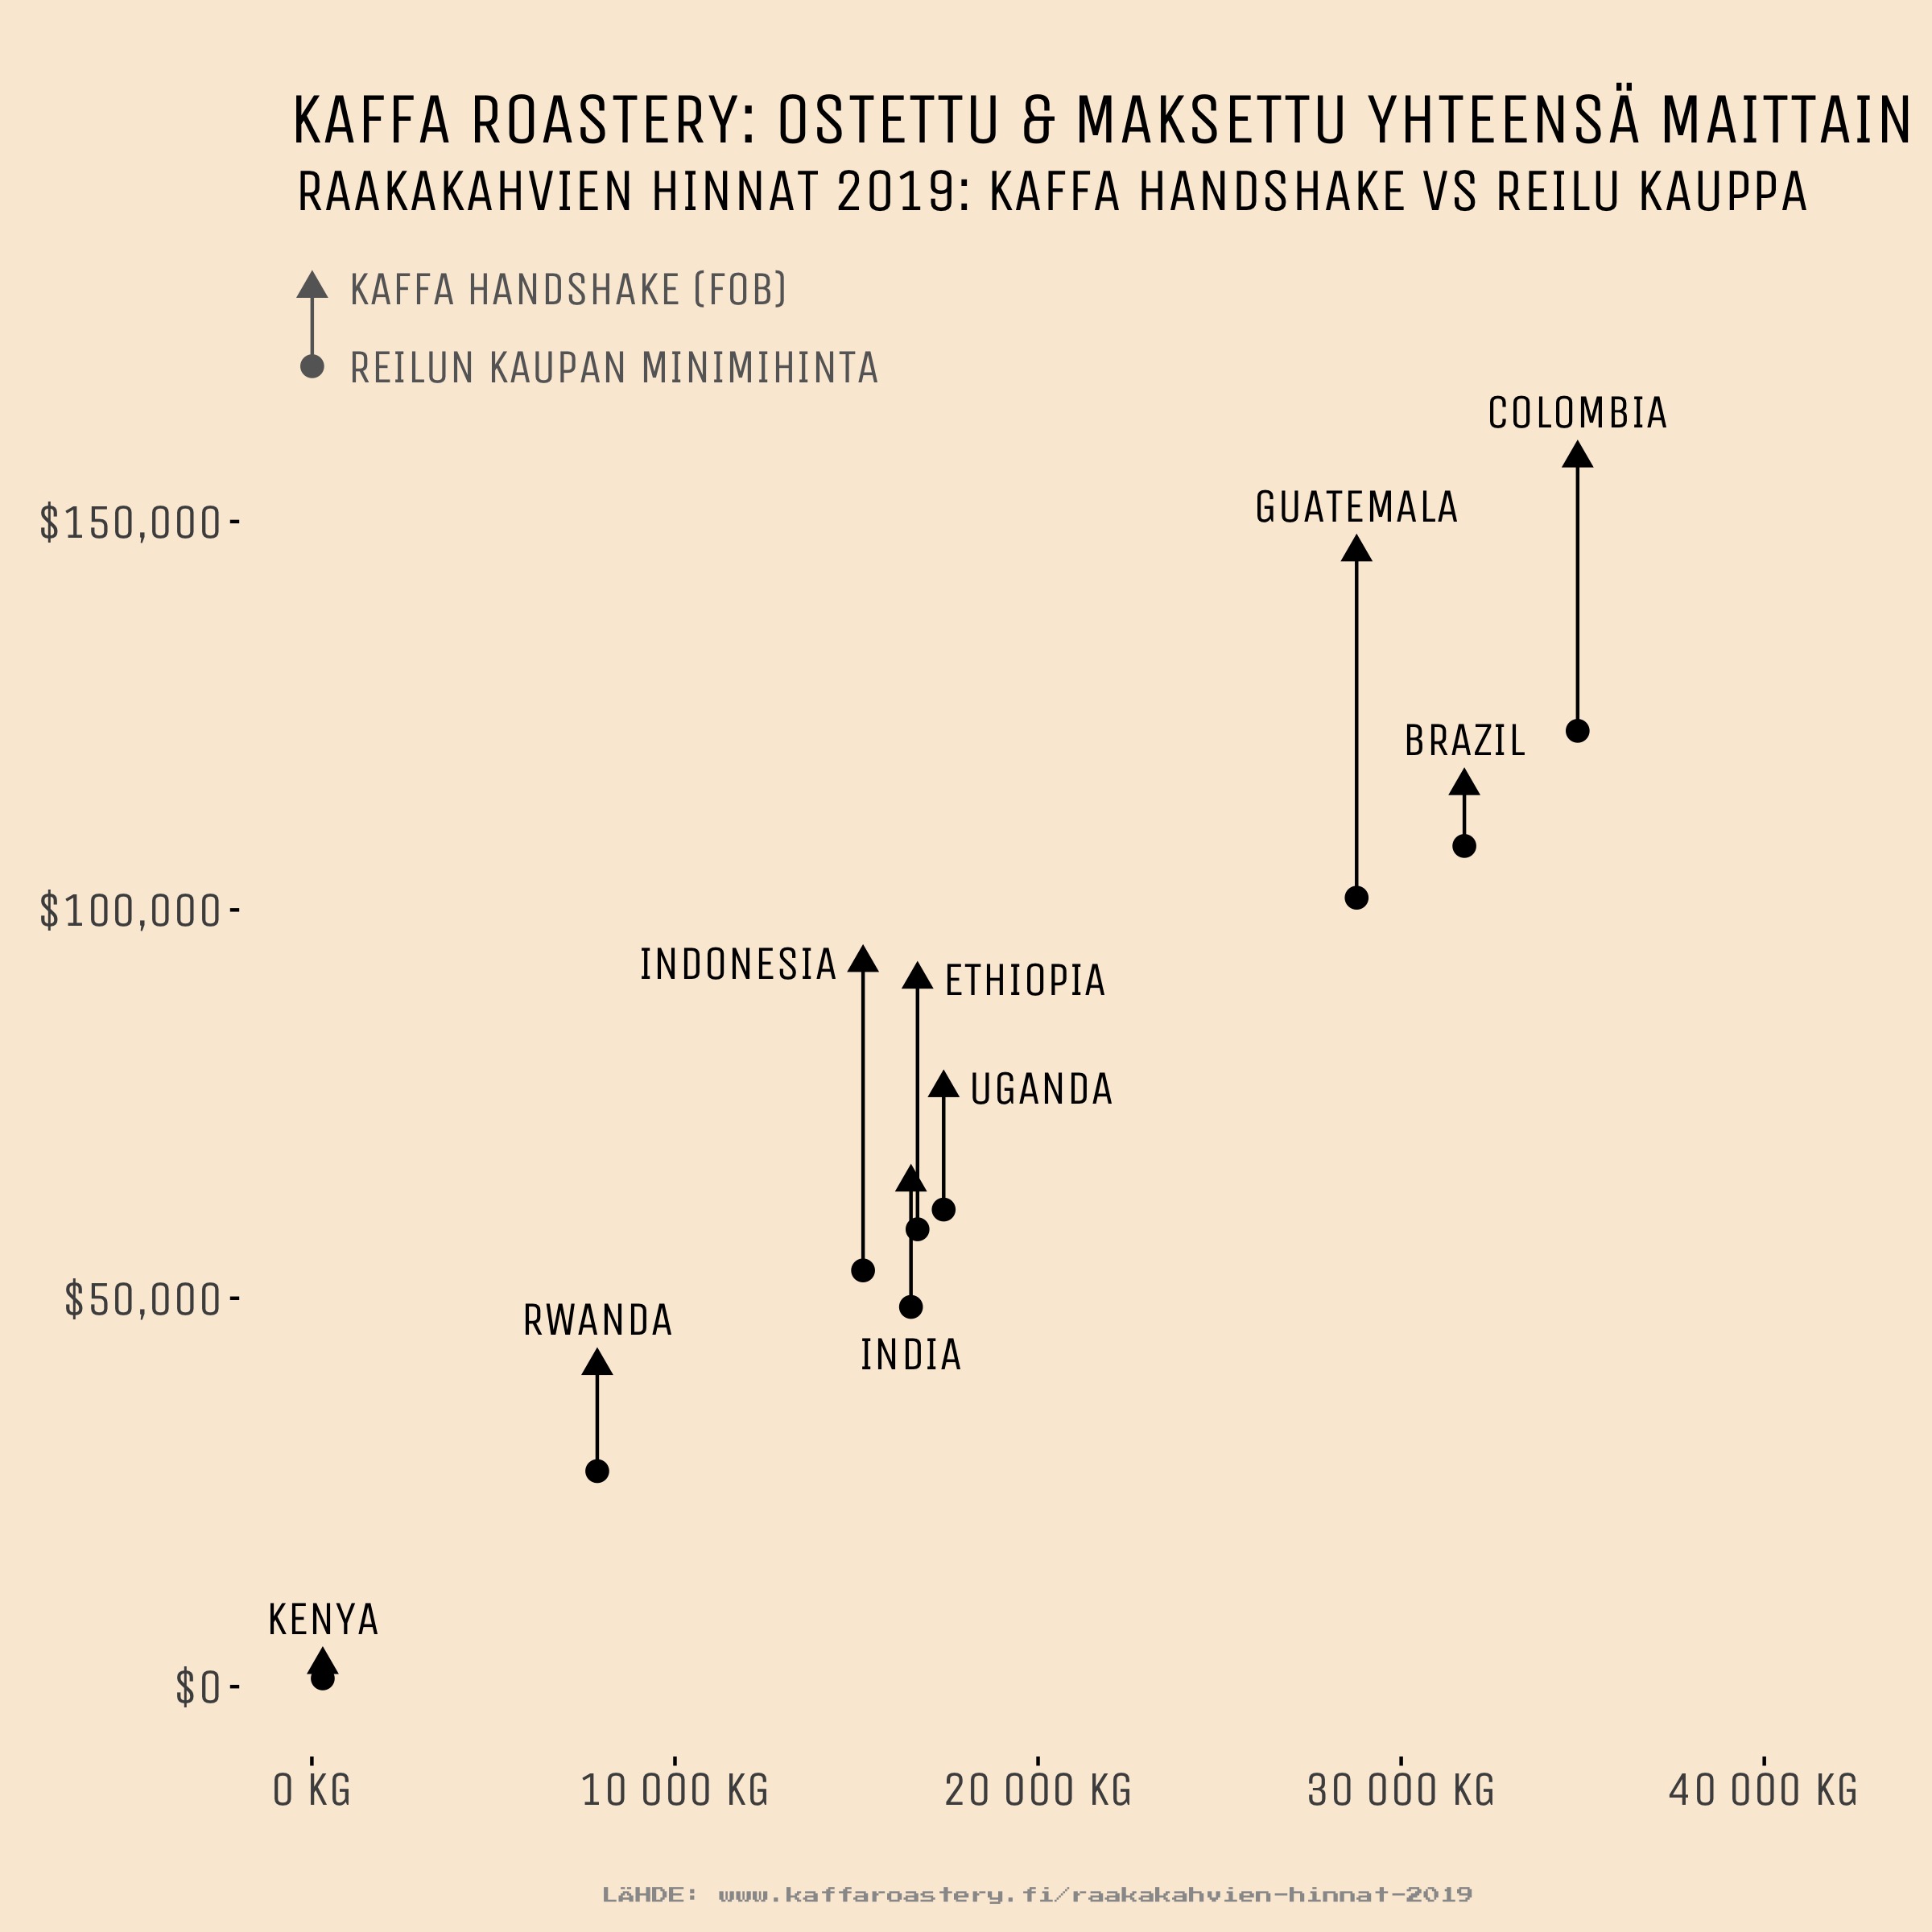 KAFFA ROASTERY: OSTETTU & MAKSETTU YHTEENSÄ MAITTAIN
RAAKAKAHVIEN HINNAT 2019: KAFFA HANDSHAKE VS REILU KAUPPA
KAFFA HANDSHAKE (FOB)
REILUN KAUPAN MINIMIHINTA
COLOMBIA
GUATEMALA
$150,000
BRAZIL
$100,000
INDONESIA
ETHIOPIA
UGANDA
$50,000
RWANDA
INDIA
KENYA
$0
0 KG 10 000 KG 20 000 KG 30 000 KG 40 000 KG
LÄHDE: www.kaffaroastery.fi/raakakahvien-hinnat-2019